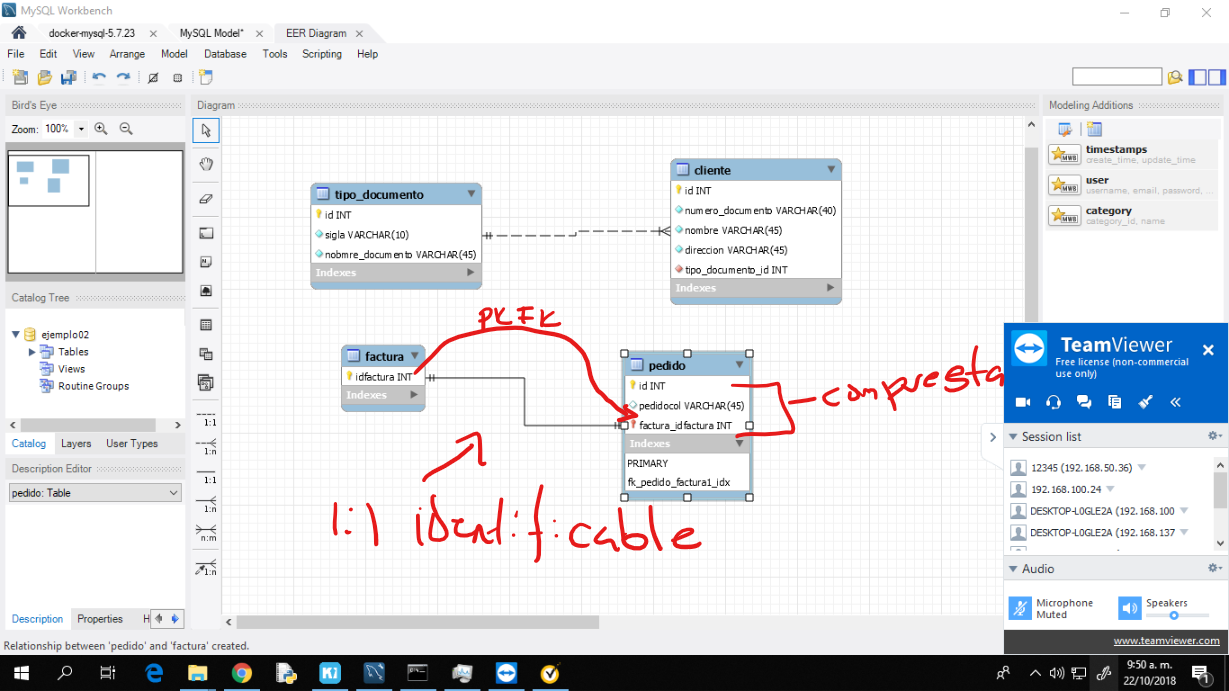 MySQL Workbench
docker-mysql-5.7.23
MySQL Model*
EER Diagram
File Edit View Arrange Model Database Tools Scripting Help
Bird's Eye
Zoom: 100%
Diagram
Modeling Additions
timestamps
create_time, update_time
user
username, email, password, ...
category
category_id, name
tipo_documento
id INT
sigla VARCHAR(10)
nobmre_documento VARCHAR(45)
Indexes
cliente
id INT
numero_documento VARCHAR(40)
nombre VARCHAR(45)
direccion VARCHAR(45)
tipo_documento_id INT
Indexes
Catalog Tree
ejemplo02
Tables
Views
Routine Groups
Catalog Layers User Types
Description Editor
pedido: Table
1:1
1:n
1:1
1:n
n:m
1:n
PK FK
factura
idfactura INT
Indexes
pedido
id INT
pedidocol VARCHAR(45)
factura_idfactura INT
Indexes
PRIMARY
fk_pedido_factura1_idx
compuesta
1:1 identificable
TeamViewer
Free license (non-commercial
use only)
Session list
12345 (192.168.50.36)
192.168.100.24
DESKTOP-L0GLE2A (192.168.100
DESKTOP-L0GLE2A (192.168.137
Audio
Microphone
Muted
Speakers
www.teamviewer.com
Description Properties H
Relationship between 'pedido' and 'factura' created.
9:50 a. m.
22/10/2018
1